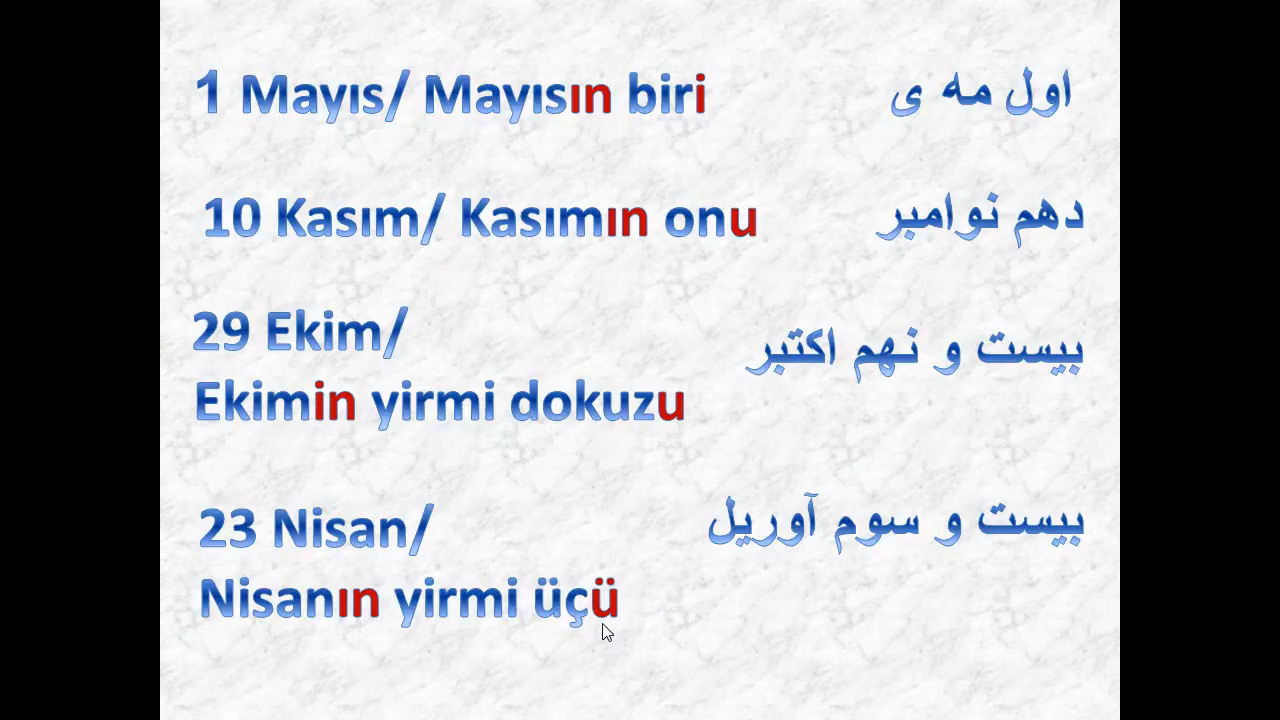 1 Mayıs/ Mayısın biri
اول مه ی
10 Kasım/ Kasımın onu
دهم نوامبر
29 Ekim/
Ekimin yirmi dokuzu
بیست و نهم اکتبر
23 Nisan/
Nisanın yirmi üçü
بیست و سوم آوریل